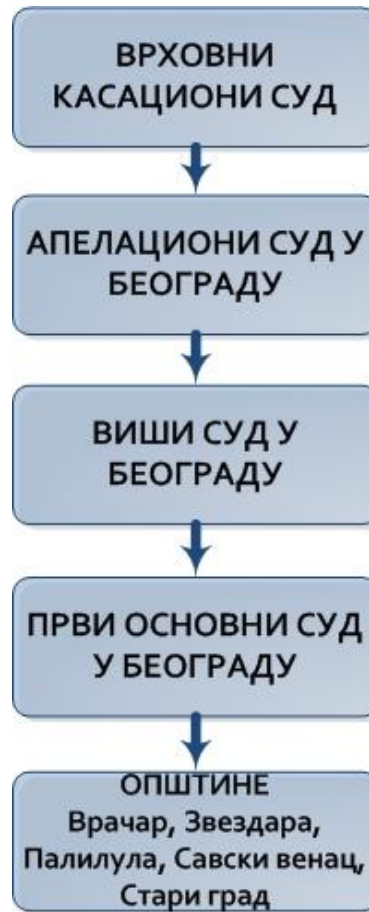 ВРХОВНИ
КАСАЦИОНИ СУД
АПЕЛАЦИОНИ СУД У
БЕОГРАДУ
ВИШИ СУД У
БЕОГРАДУ
ПРВИ ОСНОВНИ СУД
У БЕОГРАДУ
ОПШТИНЕ
Врачар, Звездара,
Палилула, Савски венац,
Стари град